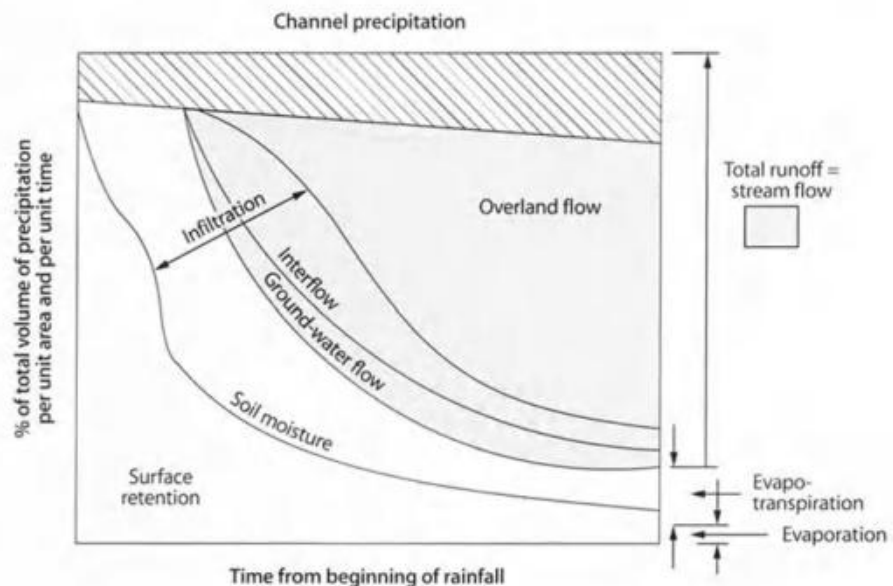 Channel precipitation
% of total volume of precipitation
per unit area and per unit time
Infiltration
Interflow
Ground-water flow
Overland flow
Soil moisture
Surface
retention
Total runoff =
stream flow
Evapo-
transpiration
Evaporation
Time from beginning of rainfall